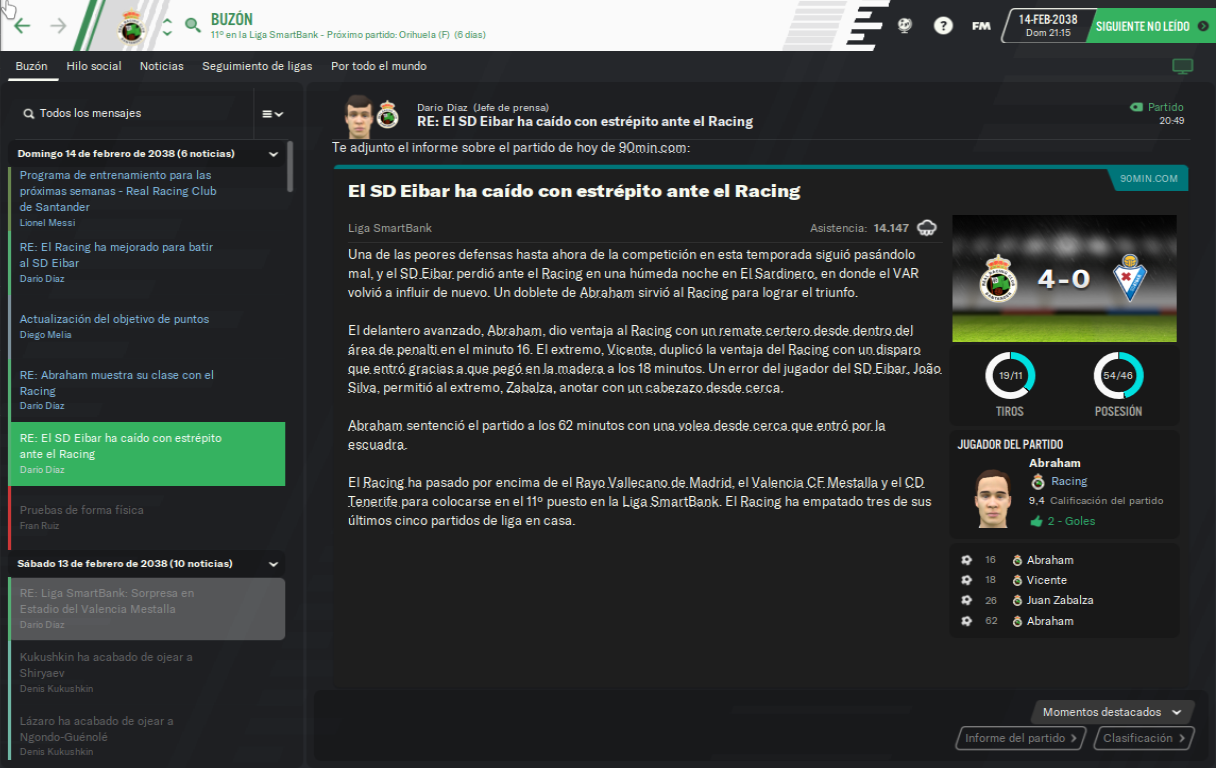 BUZÓN
11º en la Liga SmartBank - Próximo partido: Orihuela (F) (6 días)
?
FM
14-FEB-2038
Dom 21:15
SIGUIENTE NO LEÍDO
Buzón Hilo social Noticias Seguimiento de ligas Por todo el mundo
Todos los mensajes
Domingo 14 de febrero de 2038 (6 noticias)
Programa de entrenamiento para las
próximas semanas - Real Racing Club
de Santander
Lionel Messi
RE: El Racing ha mejorado para batir
al SD Eibar
Darío Díaz
Actualización del objetivo de puntos
Diego Melia
RE: Abraham muestra su clase con el
Racing
Darío Díaz
RE: El SD Eibar ha caído con estrépito
ante el Racing
Darío Díaz
Pruebas de forma física
Fran Ruiz
Sábado 13 de febrero de 2038 (10 noticias)
RE: Liga SmartBank: Sorpresa en
Estadio del Valencia Mestalla
Darío Díaz
Kukushkin ha acabado de ojear a
Shiryaev
Denis Kukushkin
Lázaro ha acabado de ojear a
Ngondo-Guénolé
Denis Kukushkin
Darío Díaz (Jefe de prensa)
RE: El SD Eibar ha caído con estrépito ante el Racing
Partido
20:49
Te adjunto el informe sobre el partido de hoy de 90min.com:
90MIN.COM
El SD Eibar ha caído con estrépito ante el Racing
Liga SmartBank
Asistencia: 14.147
Una de las peores defensas hasta ahora de la competición en esta temporada siguió pasándolo
mal, y el SD Eibar perdió ante el Racing en una húmeda noche en El Sardinero, en donde el VAR
volvió a influir de nuevo. Un doblete de Abraham sirvió al Racing para lograr el triunfo.
El delantero avanzado, Abraham, dio ventaja al Racing con un remate certero desde dentro del
área de penalti en el minuto 16. El extremo, Vicente, duplicó la ventaja del Racing con un disparo
que entró gracias a que pegó en la madera a los 18 minutos. Un error del jugador del SD Eibar, João
Silva, permitió al extremo, Zabalza, anotar con un cabezazo desde cerca.
Abraham sentenció el partido a los 62 minutos con una volea desde cerca que entró por la
escuadra.
El Racing ha pasado por encima de el Rayo Vallecano de Madrid, el Valencia CF Mestalla y el CD
Tenerife para colocarse en el 11º puesto en la Liga SmartBank. El Racing ha empatado tres de sus
últimos cinco partidos de liga en casa.
4-0
19/11
TIROS
54/46
POSESIÓN
JUGADOR DEL PARTIDO
Abraham
Racing
9,4 Calificación del partido
2 - Goles
16 Abraham
18 Vicente
26 Juan Zabalza
62 Abraham
Momentos destacados
Informe del partido
Clasificación